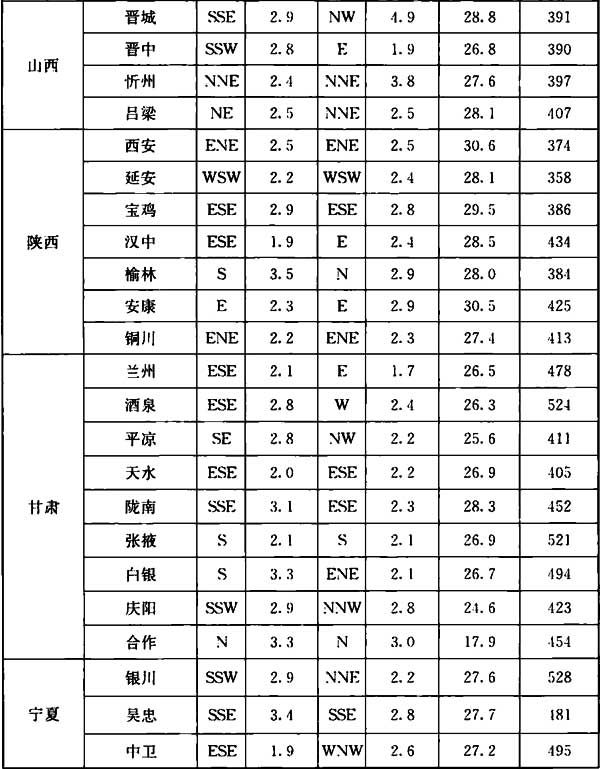 山西
晋城 SSE 2.9 NW 4.9 28.8 391
晋中 SSW 2.8 E 1.9 26.8 390
忻州 NNE 2.4 NNE 3.8 27.6 397
吕梁 NE 2.5 NNE 2.5 28.1 407
陕西
西安 ENE 2.5 ENE 2.5 30.6 374
延安 WSW 2.2 WSW 2.4 28.1 358
宝鸡 ESE 2.9 ESE 2.8 29.5 386
汉中 ESE 1.9 E 2.4 28.5 434
榆林 S 3.5 N 2.9 28.0 384
安康 E 2.3 E 2.9 30.5 425
铜川 ENE 2.2 ENE 2.3 27.4 413
甘肃
兰州 ESE 2.1 E 1.7 26.5 478
酒泉 ESE 2.8 W 2.4 26.3 524
平凉 SE 2.8 NW 2.2 25.6 411
天水 ESE 2.0 ESE 2.2 26.9 405
陇南 SSE 3.1 ESE 2.3 28.3 452
张掖 S 2.1 S 2.1 26.9 521
白银 S 3.3 ENE 2.1 26.7 494
庆阳 SSW 2.9 NNW 2.8 24.6 423
合作 N 3.3 N 3.0 17.9 454
宁夏
银川 SSW 2.9 NNE 2.2 27.6 528
吴忠 SSE 3.4 SSE 2.8 27.7 481
中卫 ESE 1.9 WNW 2.6 27.2 495